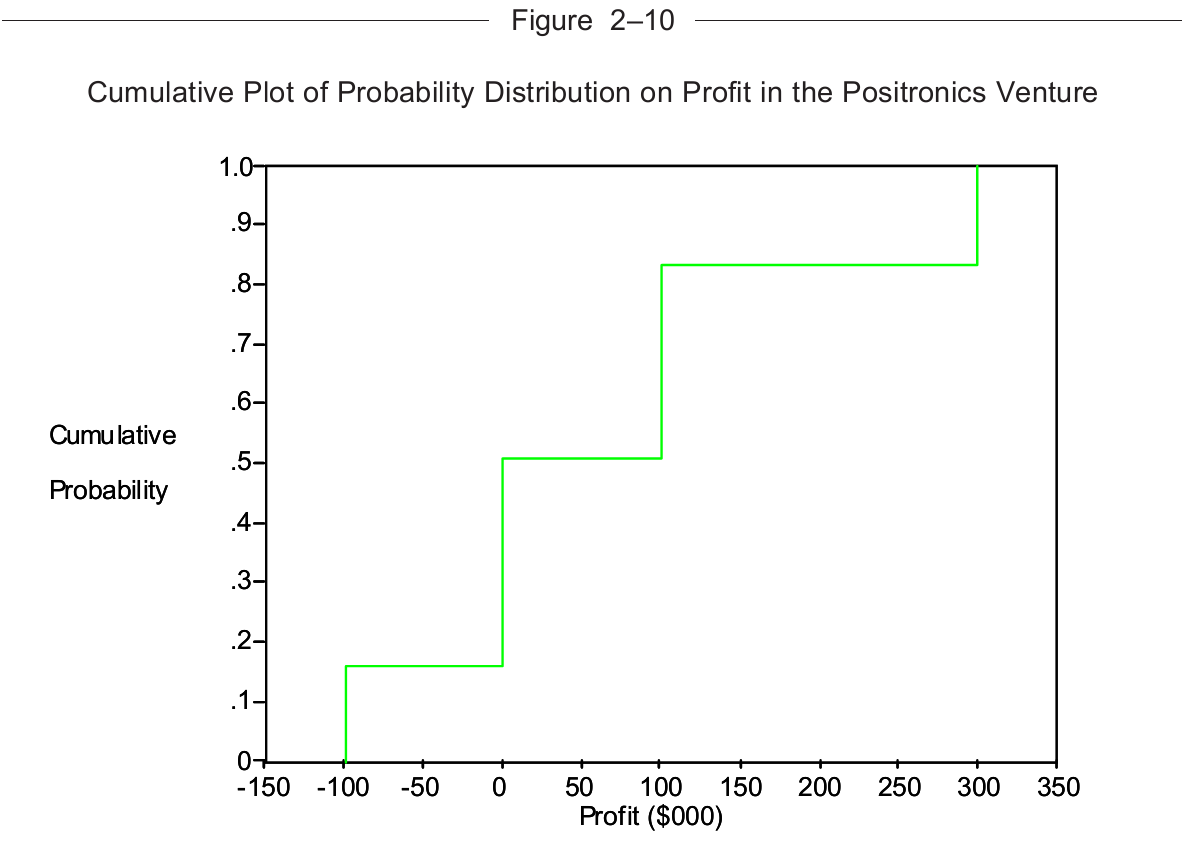 Figure 2–10
Cumulative Plot of Probability Distribution on Profit in the Positronics Venture
1.0
.9
.8
.7
.6
.5
.4
.3
.2
.1
0
Cumulative
Probability
-150 -100 -50 0 50 100 150 200 250 300 350
Profit ($000)